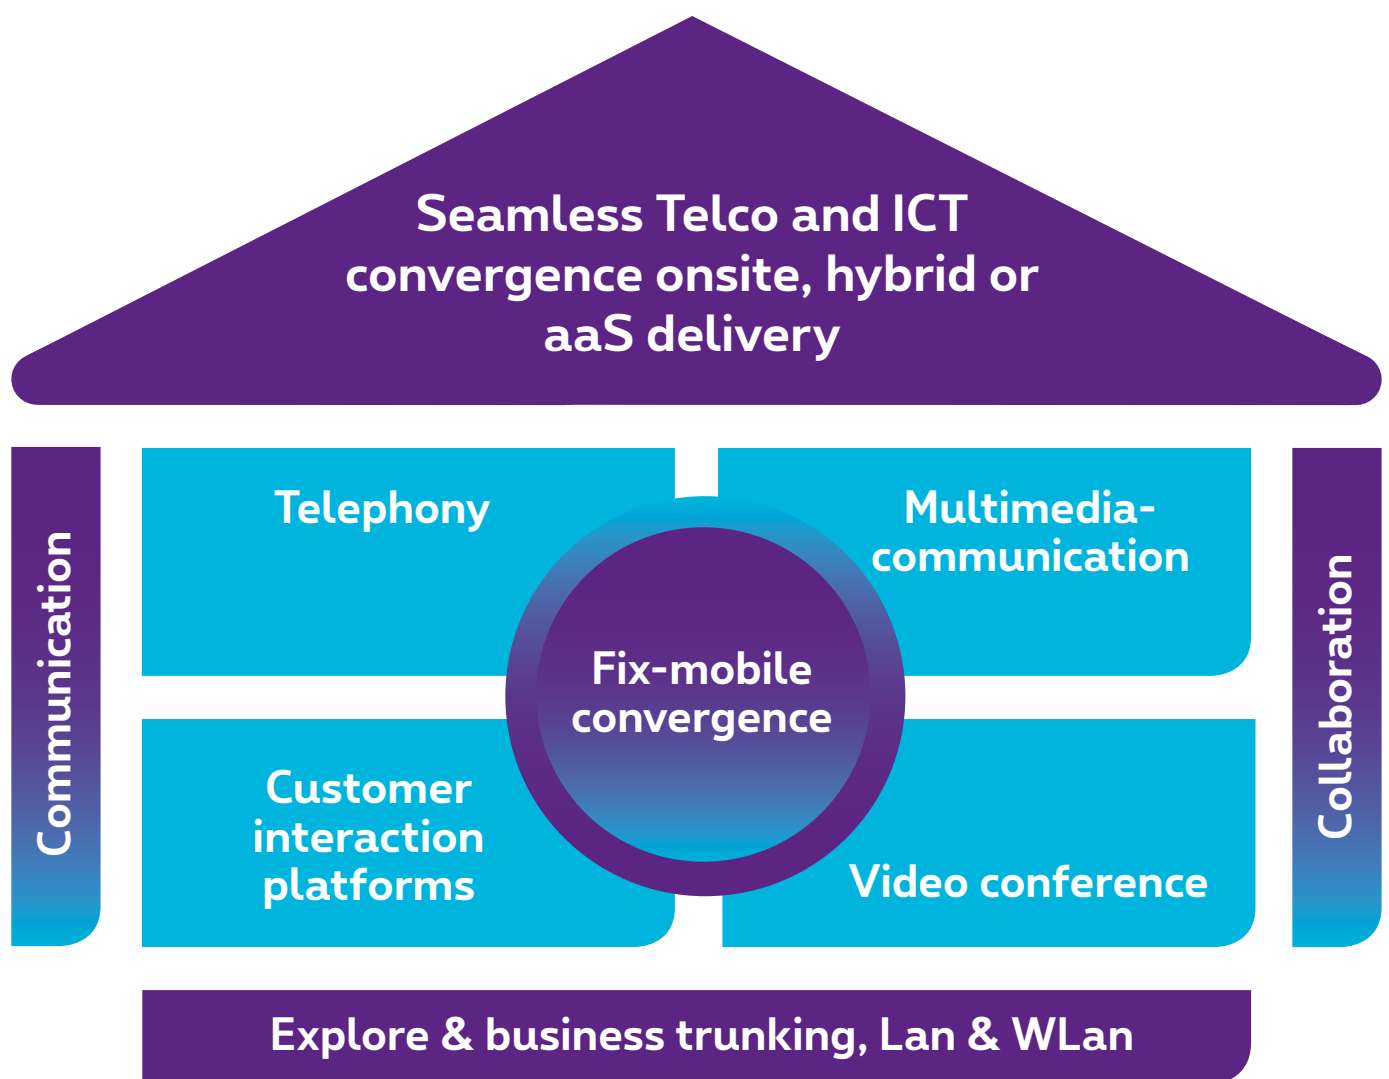 Seamless Telco and ICT
convergence onsite, hybrid or
aaS delivery
Communication
Telephony
Multimedia-
communication
Fix-mobile
convergence
Customer
interaction
platforms
Video conference
Collaboration
Explore & business trunking, Lan & WLan